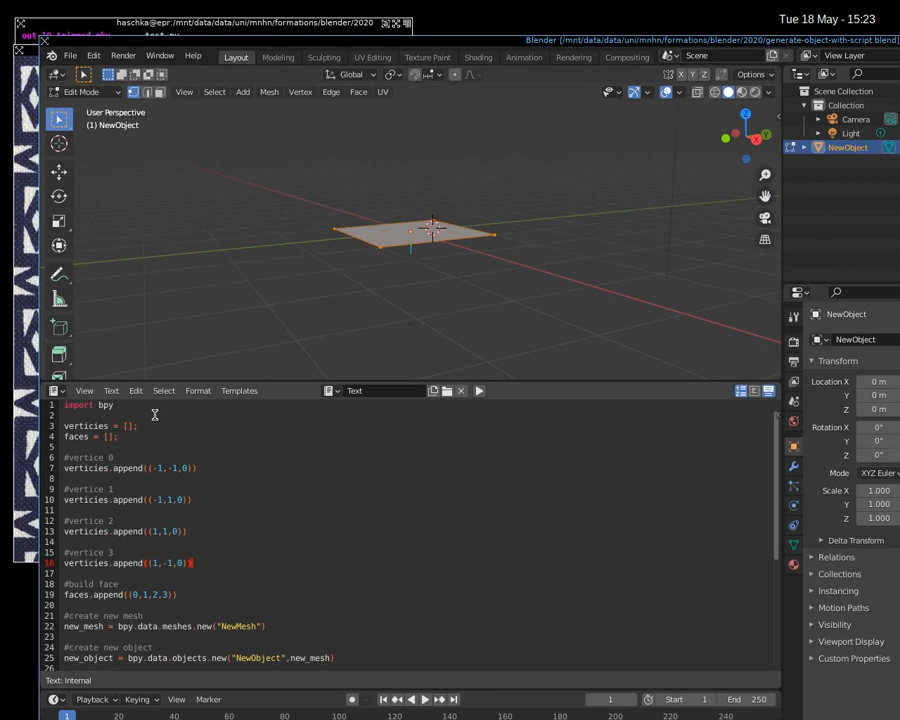 Tue 18 May - 15:23
haschka@epr:/mnt/data/data/uni/mnhn/formations/blender/2020
Blender [/mnt/data/data/uni/mnhn/formations/blender/2020/generate-object-with-script.blend]
File Edit Render Window Help Layout Modeling Sculpting UV Editing Texture Paint Shading Animation Rendering Compositing Scene View Layer
Global X Y Z Options
Edit Mode View Select Add Mesh Vertex Edge Face UV
User Perspective
(1) NewObject
Z
X
Y
Scene Collection
Collection
Camera
Light
NewObject
NewObject
NewObject
Transform
Location X 0 m
Y 0 m
Z 0 m
Rotation X 0°
Y 0°
Z 0°
Mode XYZ Euler
Scale X 1.000
Y 1.000
Z 1.000
Delta Transform
Relations
Collections
Instancing
Motion Paths
Visibility
Viewport Display
Custom Properties
View Text Edit Select Format Templates Text
1 import bpy
2
3 verticies = [];
4 faces = [];
5
6 #vertice 0
7 verticies.append((-1,-1,0))
8
9 #vertice 1
10 verticies.append((-1,1,0))
11
12 #vertice 2
13 verticies.append((1,1,0))
14
15 #vertice 3
16 verticies.append((1,-1,0))
17
18 #build face
19 faces.append((0,1,2,3))
20
21 #create new mesh
22 new_mesh = bpy.data.meshes.new("NewMesh")
23
24 #create new object
25 new_object = bpy.data.objects.new("NewObject",new_mesh)
26
Text: Internal
Playback Keying View Marker 1 Start 1 End 250
1 20 40 60 80 100 120 140 160 180 200 220 240